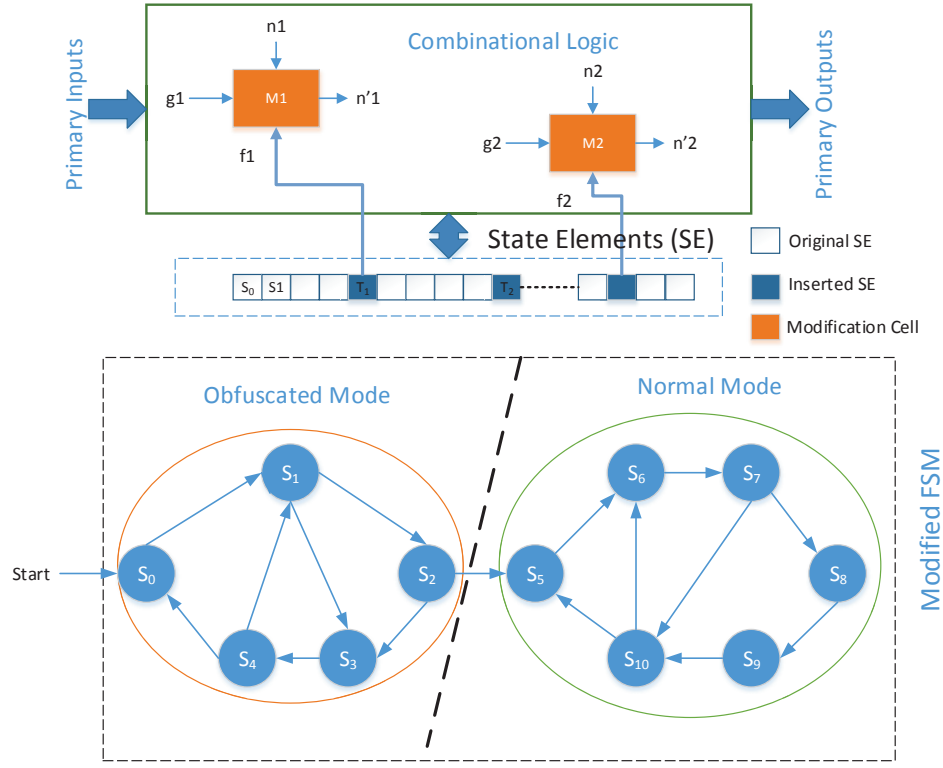 Primary Inputs
Combinational Logic
Primary Outputs
n1
g1
M1
n'1
f1
n2
g2
M2
n'2
f2
State Elements (SE)
S0 S1 T1 T2
Original SE
Inserted SE
Modification Cell
Obfuscated Mode
Normal Mode
Modified FSM
Start
S0
S1
S2
S3
S4
S5
S6
S7
S8
S9
S10